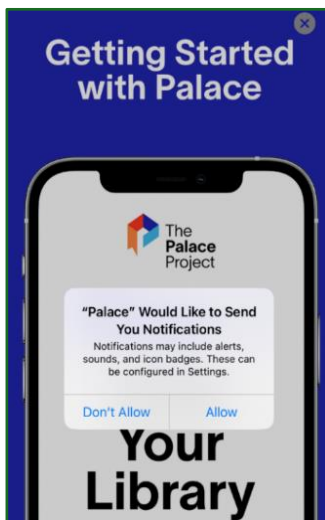 Getting Started
with Palace
The
Palace
Project
“Palace” Would Like to Send
You Notifications
Notifications may include alerts,
sounds, and icon badges. These can
be configured in Settings.
Don't Allow
Allow
Your
Library